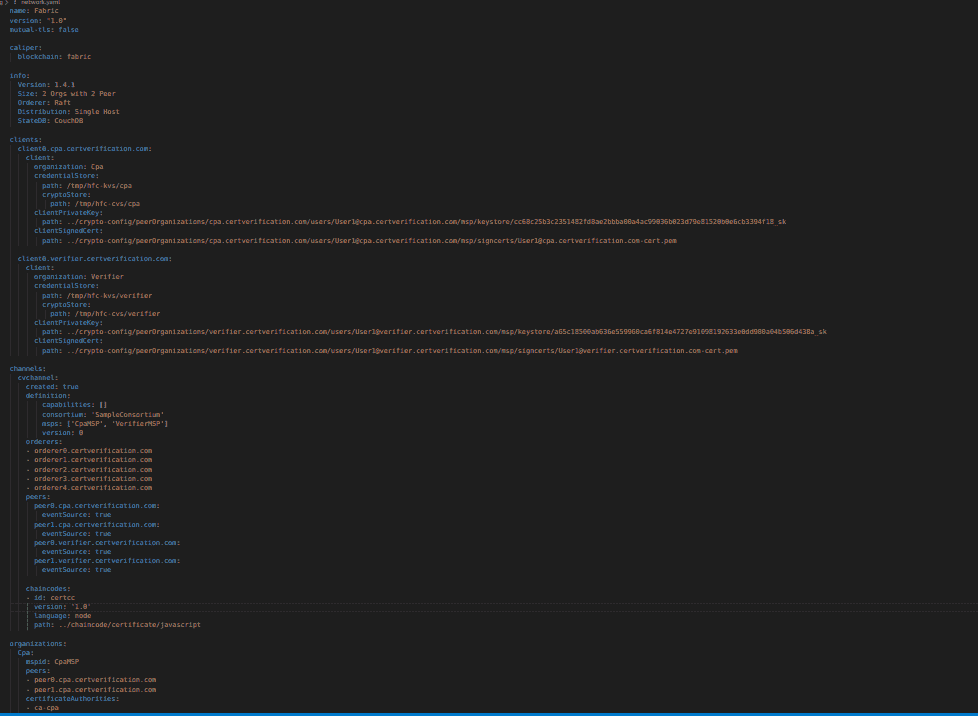 network.yaml
name: Fabric
version: "1.0"
mutual-tls: false
caliper:
blockchain: fabric
info:
Version: 1.4.1
Size: 2 Orgs with 2 Peer
Orderer: Raft
Distribution: Single Host
StateDB: CouchDB
clients:
client0.cpa.certverification.com:
client:
organization: Cpa
credentialStore:
path: /tmp/hfc-kvs/cpa
cryptoStore:
path: /tmp/hfc-cvs/cpa
clientPrivateKey:
path: ../crypto-config/peerOrganizations/cpa.certverification.com/users/User1@cpa.certverification.com/msp/keystore/
clientSignedCert:
path: ../crypto-config/peerOrganizations/cpa.certverification.com/users/User1@cpa.certverification.com/msp/signcerts/User1@cpa.certverification.com-cert.pem
client0.verifier.certverification.com:
client:
organization: Verifier
credentialStore:
path: /tmp/hfc-kvs/verifier
cryptoStore:
path: /tmp/hfc-cvs/verifier
clientPrivateKey:
path: ../crypto-config/peerOrganizations/verifier.certverification.com/users/User1@verifier.certverification.com/msp/keystore/
clientSignedCert:
path: ../crypto-config/peerOrganizations/verifier.certverification.com/users/User1@verifier.certverification.com/msp/signcerts/User1@verifier.certverification.com-cert.pem
channels:
cvchannel:
created: true
definition:
capabilities: []
consortium: 'SampleConsortium'
msps: ['CpaMSP', 'VerifierMSP']
version: 0
orderers:
- orderer0.certverification.com
- orderer1.certverification.com
- orderer2.certverification.com
- orderer3.certverification.com
- orderer4.certverification.com
peers:
peer0.cpa.certverification.com:
eventSource: true
peer1.cpa.certverification.com:
eventSource: true
peer0.verifier.certverification.com:
eventSource: true
peer1.verifier.certverification.com:
eventSource: true
chaincodes:
- id: certcc
version: '1.0'
language: node
path: ../chaincode/certificate/javascript
organizations:
Cpa:
mspid: CpaMSP
peers:
- peer0.cpa.certverification.com
- peer1.cpa.certverification.com
certificateAuthorities:
- ca-cpa